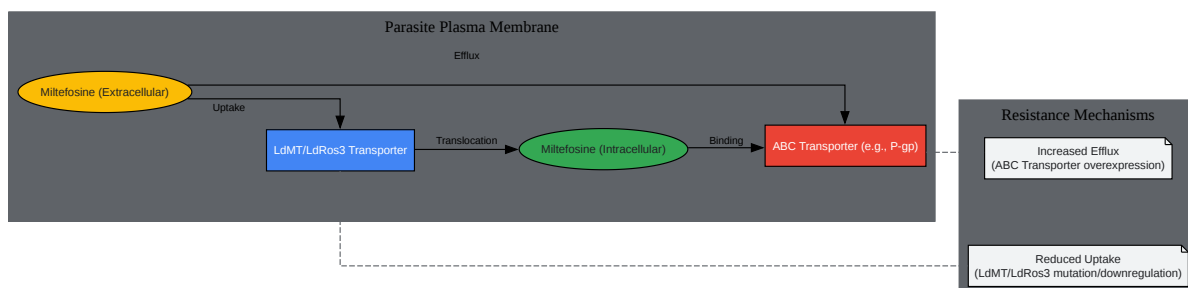 Parasite Plasma Membrane
Efflux
Miltefosine (Extracellular)
Uptake
LdMT/LdRos3 Transporter
Translocation
Miltefosine (Intracellular)
Binding
ABC Transporter (e.g., P-gp)
Resistance Mechanisms
Increased Efflux
(ABC Transporter overexpression)
Reduced Uptake
(LdMT/LdRos3 mutation/downregulation)